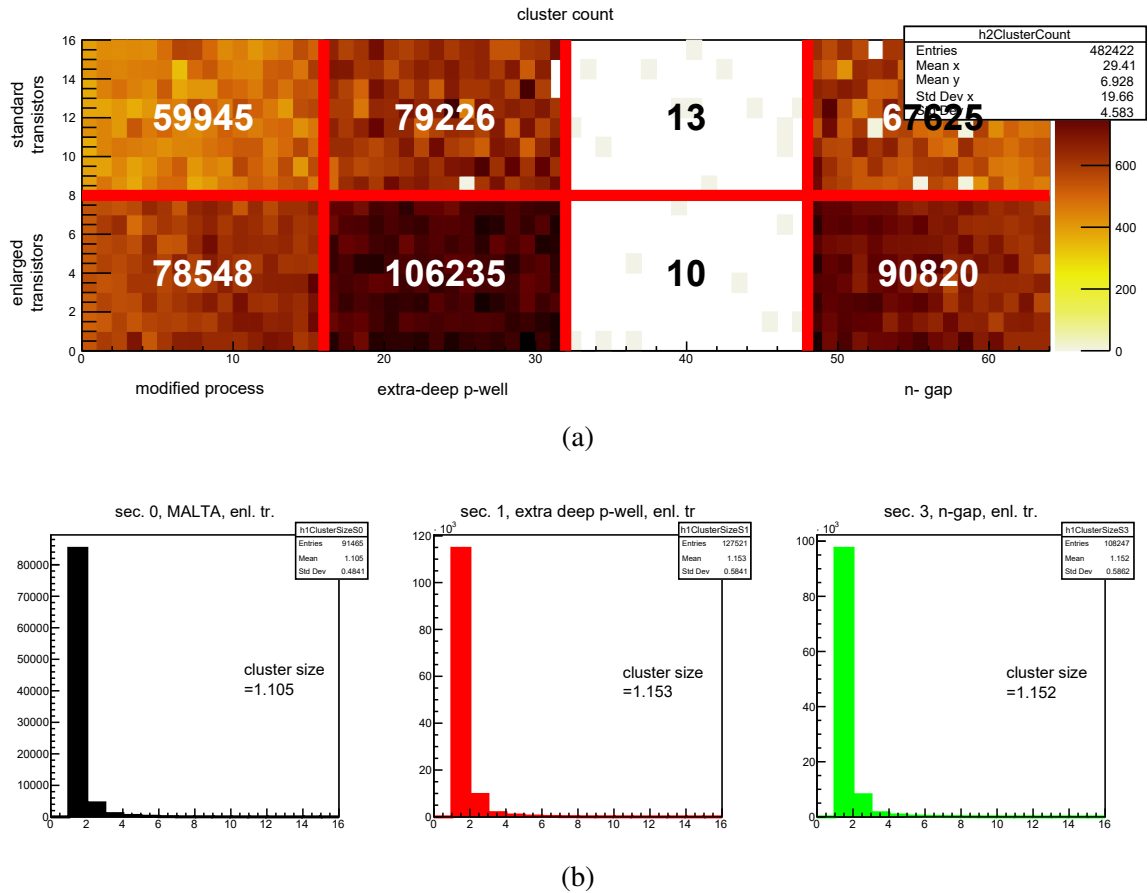 cluster count
h2ClusterCount
Entries 482422
Mean x 29.41
Mean y 6.928
Std Dev x 19.66
4.583
standard transistors
enlarged transistors
16
14
12
10
8
6
4
2
0
59945
79226
13
67625
78548
106235
10
90820
600
400
200
0
0
10
20
30
40
50
60
modified process
extra-deep p-well
n- gap
(a)
sec. 0, MALTA, enl. tr.
h1ClusterSizeS0
Entries 91465
Mean 1.105
Std Dev 0.4841
80000
70000
60000
50000
40000
30000
20000
10000
0
cluster size
=1.105
0 2 4 6 8 10 12 14 16
sec. 1, extra deep p-well, enl. tr
· 10³
h1ClusterSizeS1
Entries 127521
Mean 1.153
Std Dev 0.5841
120
100
80
60
40
20
0
cluster size
=1.153
0 2 4 6 8 10 12 14 16
sec. 3, n-gap, enl. tr.
· 10³
h1ClusterSizeS3
Entries 108247
Mean 1.152
Std Dev 0.5862
100
80
60
40
20
0
cluster size
=1.152
0 2 4 6 8 10 12 14 16
(b)